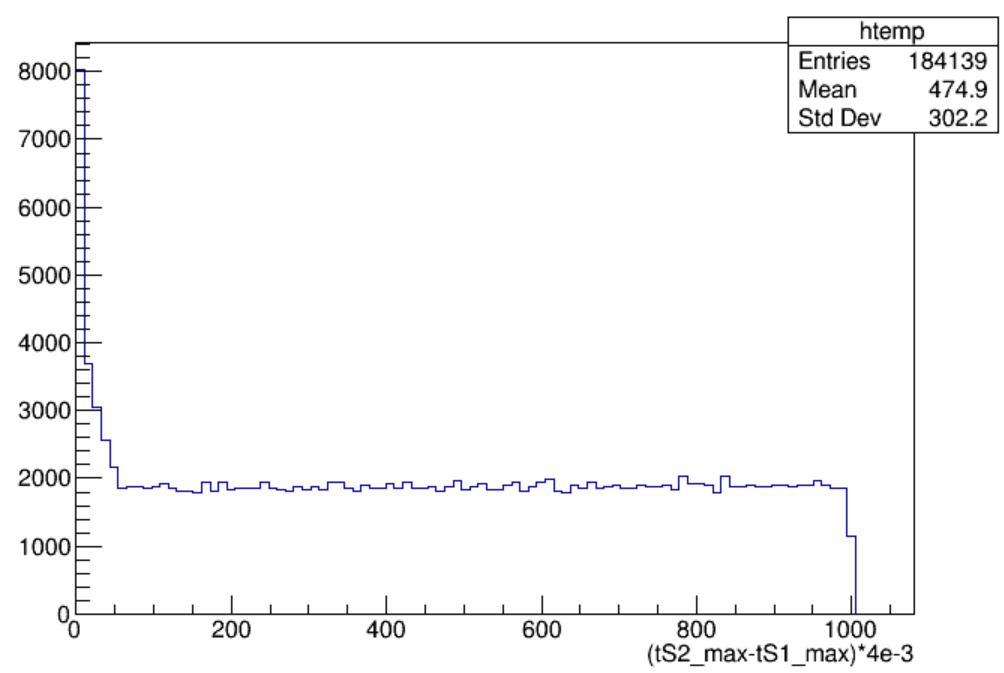 htemp
Entries 184139
Mean 474.9
Std Dev 302.2
8000
7000
6000
5000
4000
3000
2000
1000
0
0 200 400 600 800 1000
(tS2_max-tS1_max)*4e-3